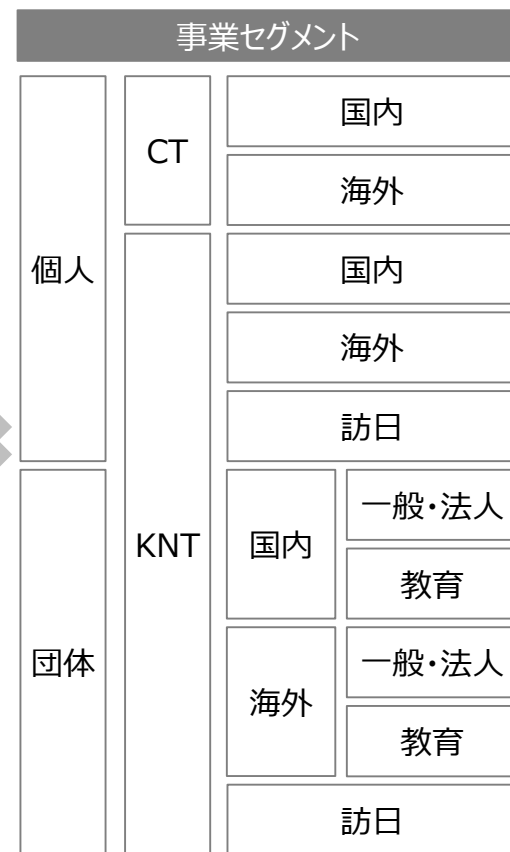 事業セグメント
個人
CT
国内
海外
KNT
国内
海外
訪日
団体
国内
一般・法人
教育
海外
一般・法人
教育
訪日